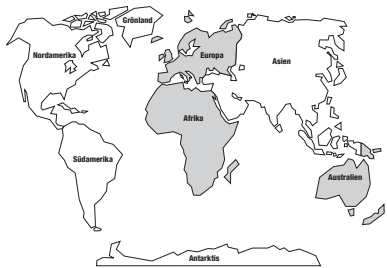 Grönland
Nordamerika
Europa
Asien
Afrika
Südamerika
Australien
Antarktis